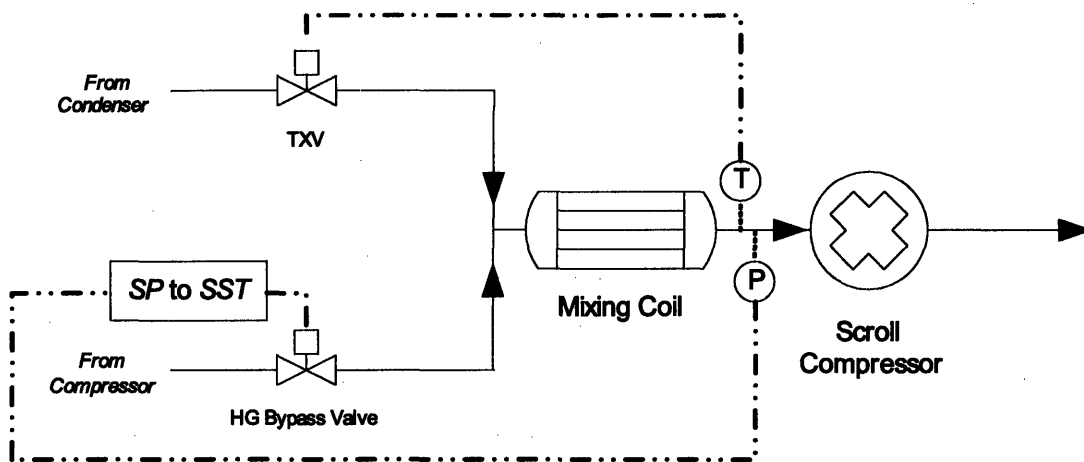 From
Condenser
TXV
T
SP to SST
P
Mixing Coil
Scroll
Compressor
From
Compressor
HG Bypass Valve